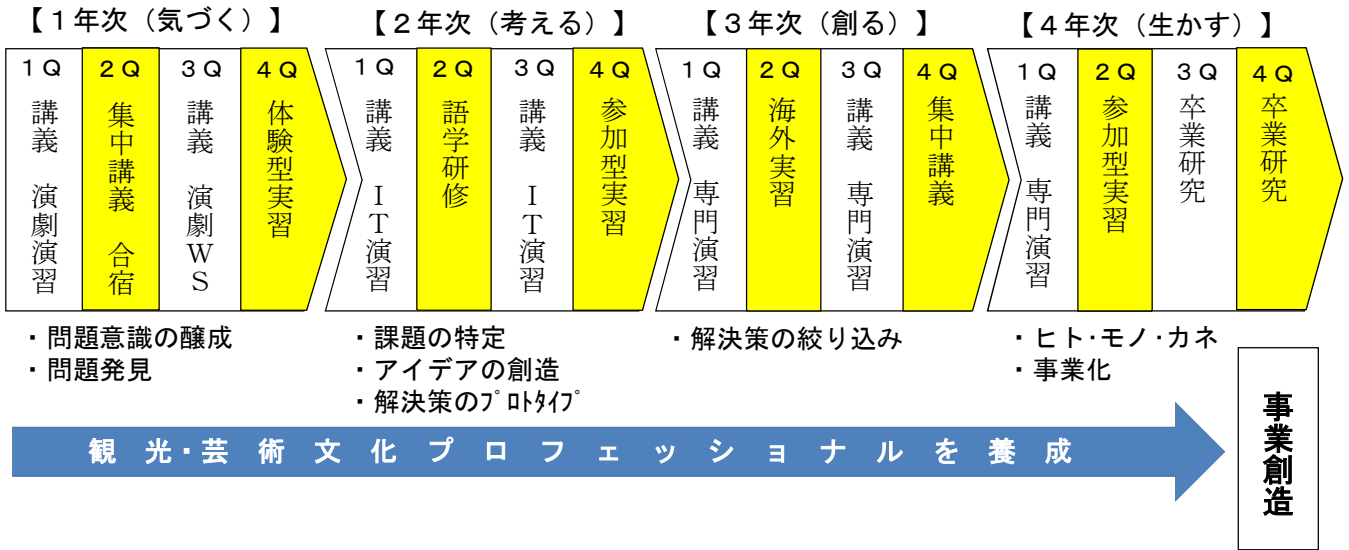 【１年次（気づく）】
１Ｑ
講義　演劇演習
２Ｑ
集中講義　合宿
３Ｑ
講義　演劇ＷＳ
４Ｑ
体験型実習
・問題意識の醸成
・問題発見
【２年次（考える）】
１Ｑ
講義　ＩＴ演習
２Ｑ
語学研修
３Ｑ
講義　ＩＴ演習
４Ｑ
参加型実習
・課題の特定
・アイデアの創造
・解決策のﾌﾟﾛﾄﾀｲﾌﾟ
【３年次（創る）】
１Ｑ
講義　専門演習
２Ｑ
海外実習
３Ｑ
講義　専門演習
４Ｑ
集中講義
・解決策の絞り込み
【４年次（生かす）】
１Ｑ
講義　専門演習
２Ｑ
参加型実習
３Ｑ
卒業研究
４Ｑ
卒業研究
・ヒト･モノ･カネ
・事業化
観光・芸術文化プロフェッショナルを養成
事業創造